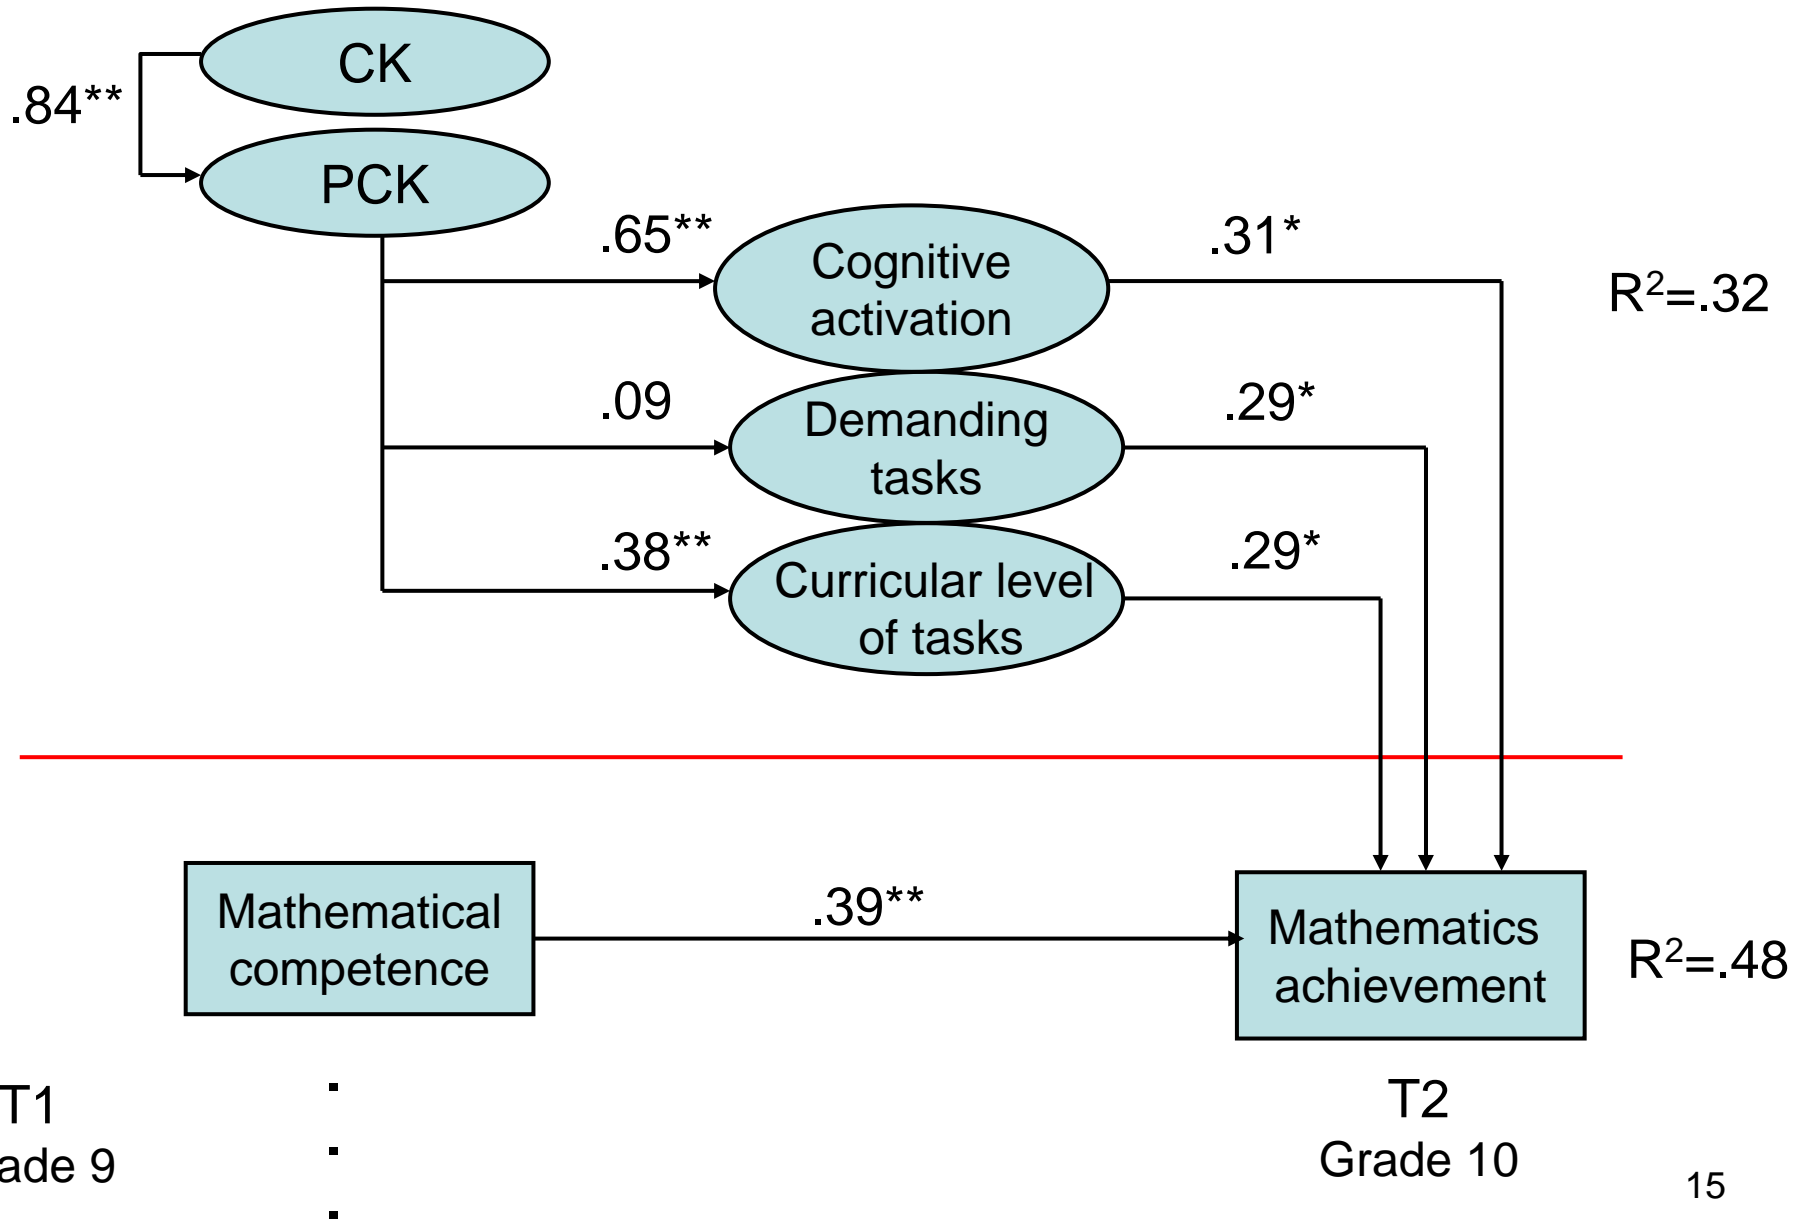 CK
.84**
PCK
.65**
Cognitive
activation
.31*
R²=.32
.09
Demanding
tasks
.29*
.38**
Curricular level
of tasks
.29*
Mathematical
competence
.39**
Mathematics
achievement
R²=.48
T1
ade 9
T2
Grade 10
15